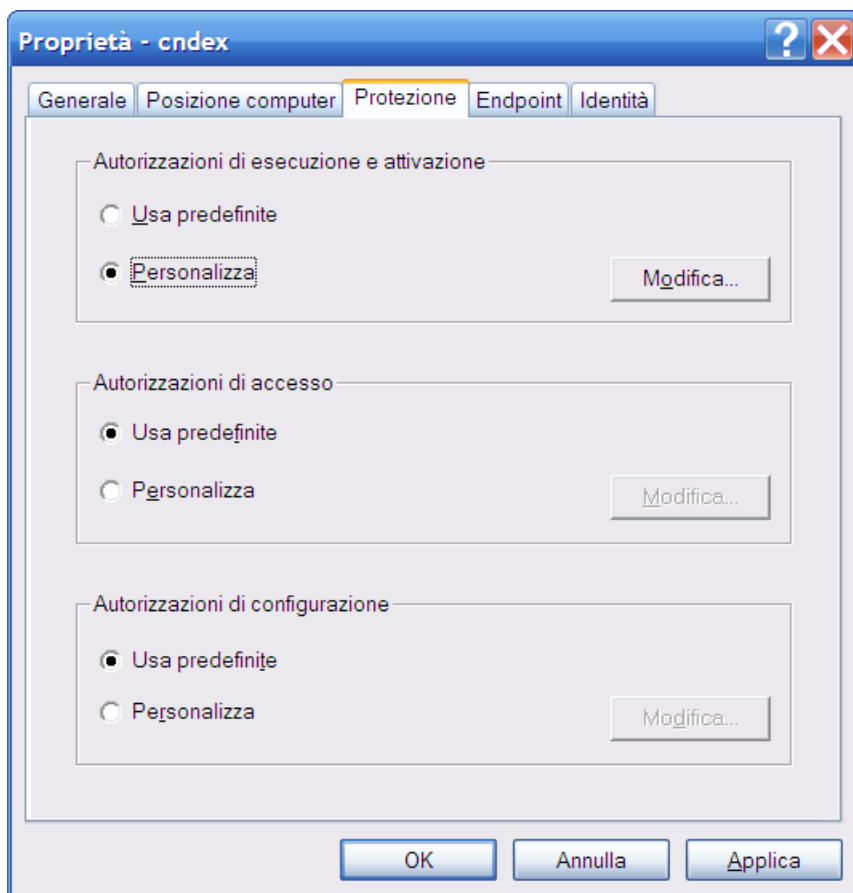 Proprietà - cndex
?
Generale Posizione computer Protezione Endpoint Identità
Autorizzazioni di esecuzione e attivazione
Usa predefinite
Personalizza
Modifica...
Autorizzazioni di accesso
Usa predefinite
Personalizza
Modifica...
Autorizzazioni di configurazione
Usa predefinite
Personalizza
Modifica...
OK Annulla Applica